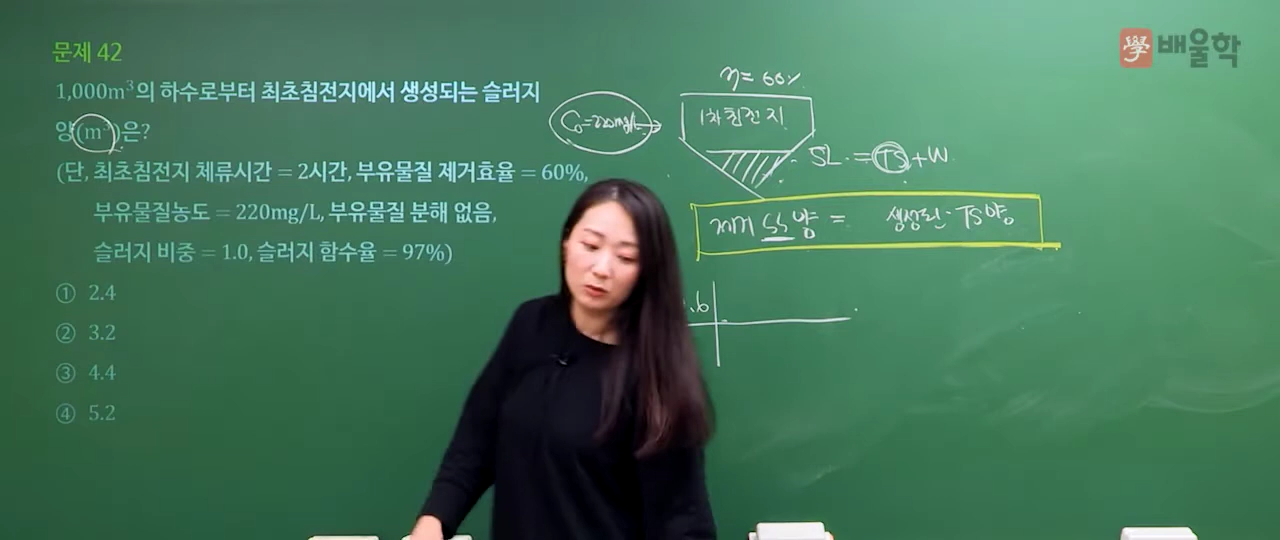 문제 42
學 배울학
1,000m³의 하수로부터 최초침전지에서 생성되는 슬러지
양(m³)은?
(단, 최초침전지 체류시간 = 2시간, 부유물질 제거효율 = 60%,
부유물질농도 = 220mg/L, 부유물질 분해 없음,
슬러지 비중 = 1.0, 슬러지 함수율 = 97%)
① 2.4
② 3.2
③ 4.4
④ 5.2
η = 60%
C₀=220mg/L
1차침전지
SL = TS + W
제거 SS양 = 생성된 TS양
.6